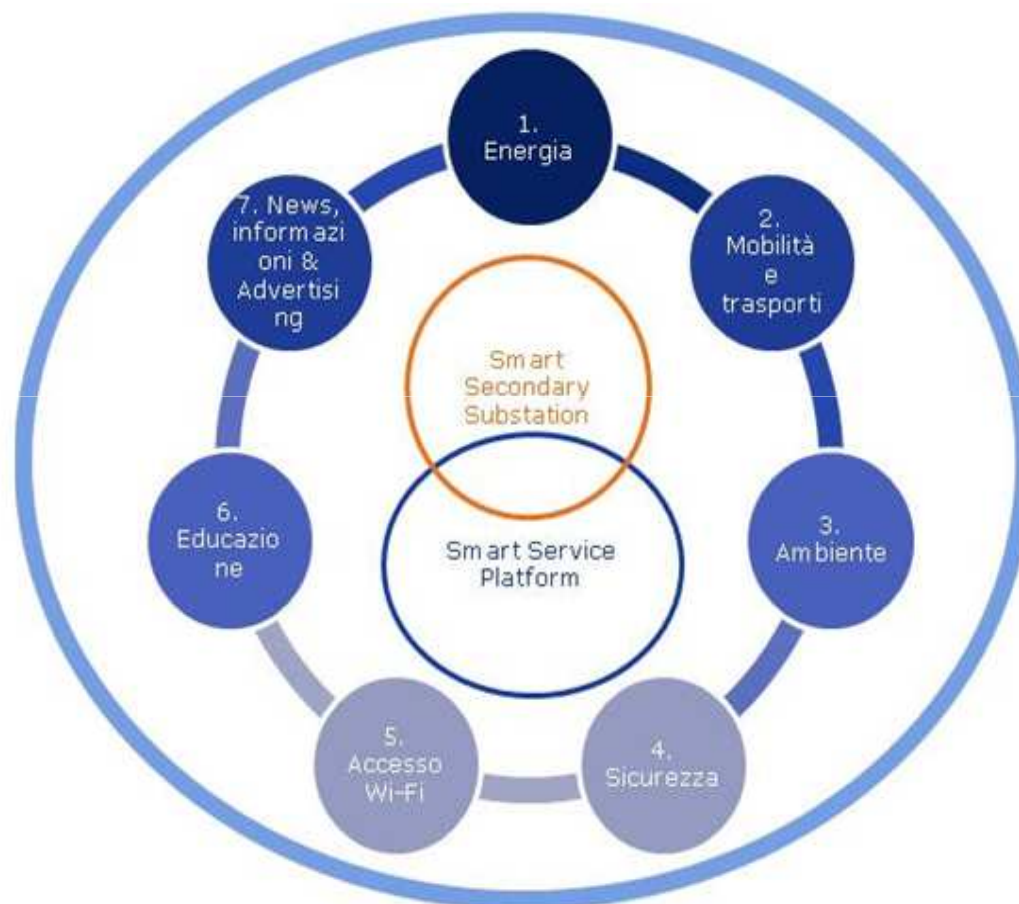 1.
Energia
2.
Mobilità
e
trasporti
3.
Ambiente
4.
Sicurezza
5.
Accesso
Wi-Fi
6.
Educazio
ne
7. News,
informazi
oni &
Advertisi
ng
Smart
Secondary
Substation
Smart Service
Platform